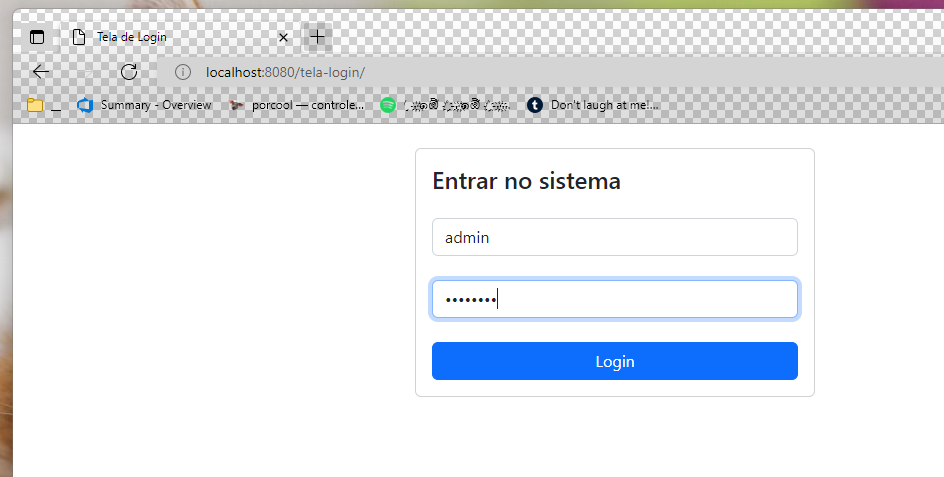 Tela de Login
localhost:8080/tela-login/
_ Summary - Overview porcool — controle... Don't laugh at me!...
Entrar no sistema
admin
••••••••
Login